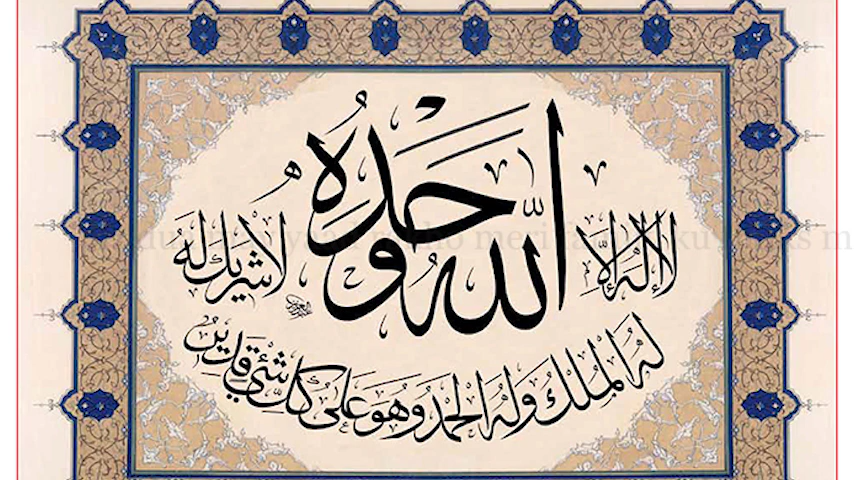 لا إله إلا الله وحده لا شريك له
له الملك وله الحمد وهو على كل شيء قدير